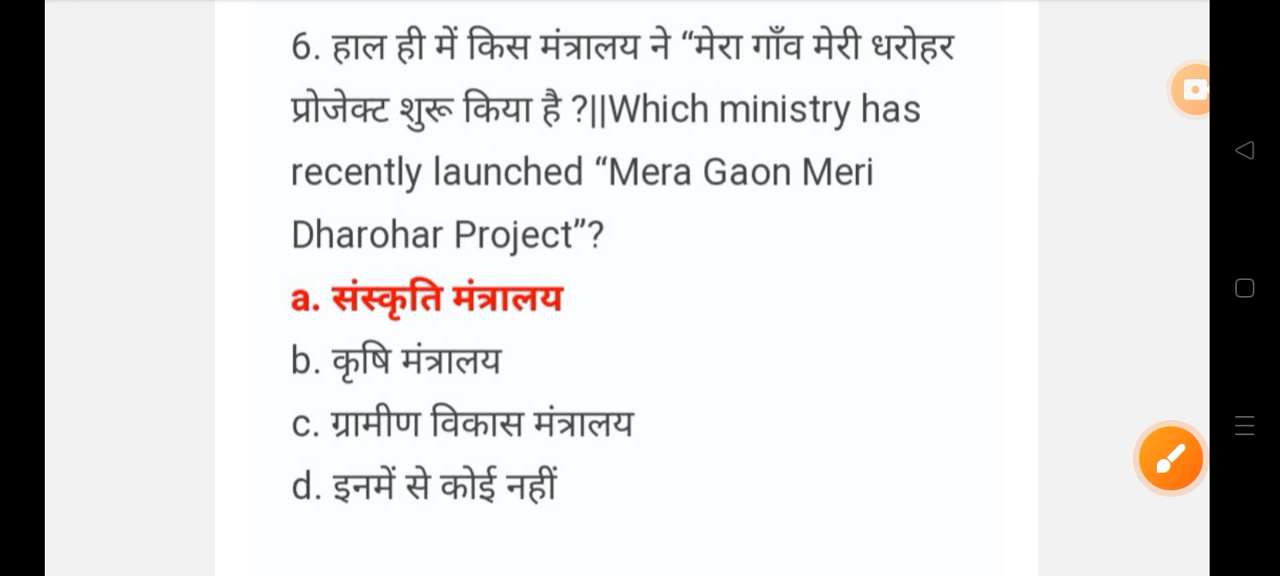 6. हाल ही में किस मंत्रालय ने “मेरा गाँव मेरी धरोहर
प्रोजेक्ट शुरू किया है ?||Which ministry has
recently launched “Mera Gaon Meri
Dharohar Project”?
a. संस्कृति मंत्रालय
b. कृषि मंत्रालय
c. ग्रामीण विकास मंत्रालय
d. इनमें से कोई नहीं